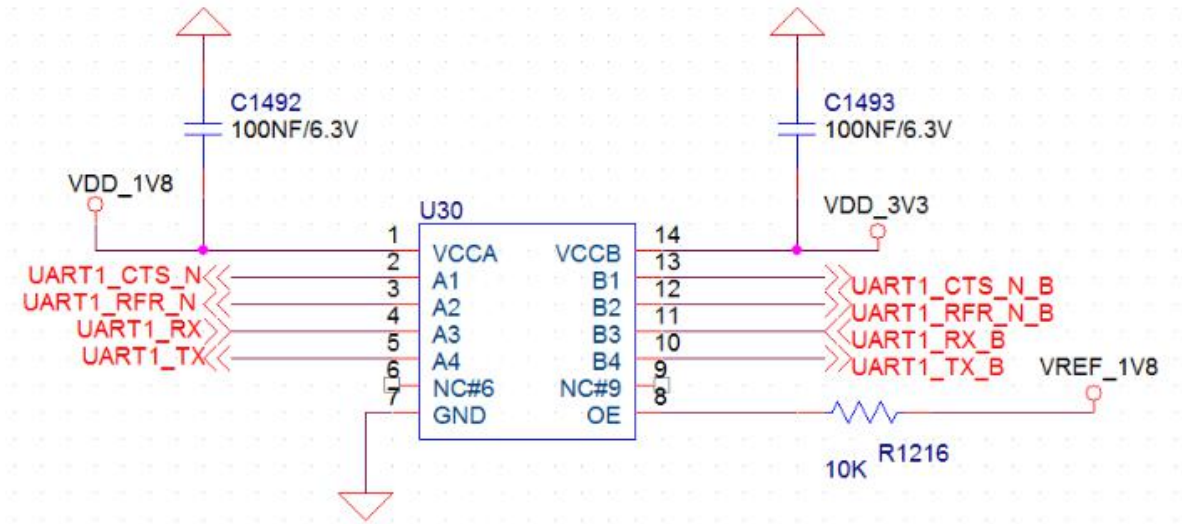 C1492
100NF/6.3V
C1493
100NF/6.3V
VDD_1V8
VDD_3V3
U30
1
VCCA
VCCB
14
UART1_CTS_N
2
A1
B1
13
UART1_CTS_N_B
UART1_RFR_N
3
A2
B2
12
UART1_RFR_N_B
UART1_RX
4
A3
B3
11
UART1_RX_B
UART1_TX
5
A4
B4
10
UART1_TX_B
6
NC#6
NC#9
9
7
GND
OE
8
VREF_1V8
10K
R1216